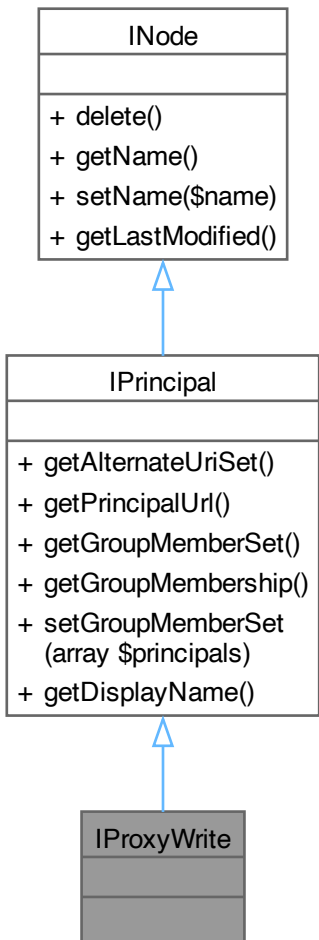 INode
+ delete()
+ getName()
+ setName($name)
+ getLastModified()
IPrincipal
+ getAlternateUriSet()
+ getPrincipalUrl()
+ getGroupMemberSet()
+ getGroupMembership()
+ setGroupMemberSet
(array $principals)
+ getDisplayName()
IProxyWrite